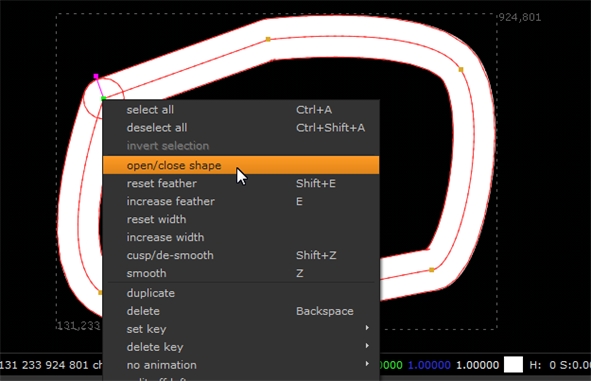 924,801
select all Ctrl+A
deselect all Ctrl+Shift+A
invert selection
open/close shape
reset feather Shift+E
increase feather E
reset width
increase width
cusp/de-smooth Shift+Z
smooth Z
duplicate
131,233
delete Backspace
set key
delete key
131 233 924 801 ch no animation 0000 1.00000 1.00000 H: 0 S:0.0